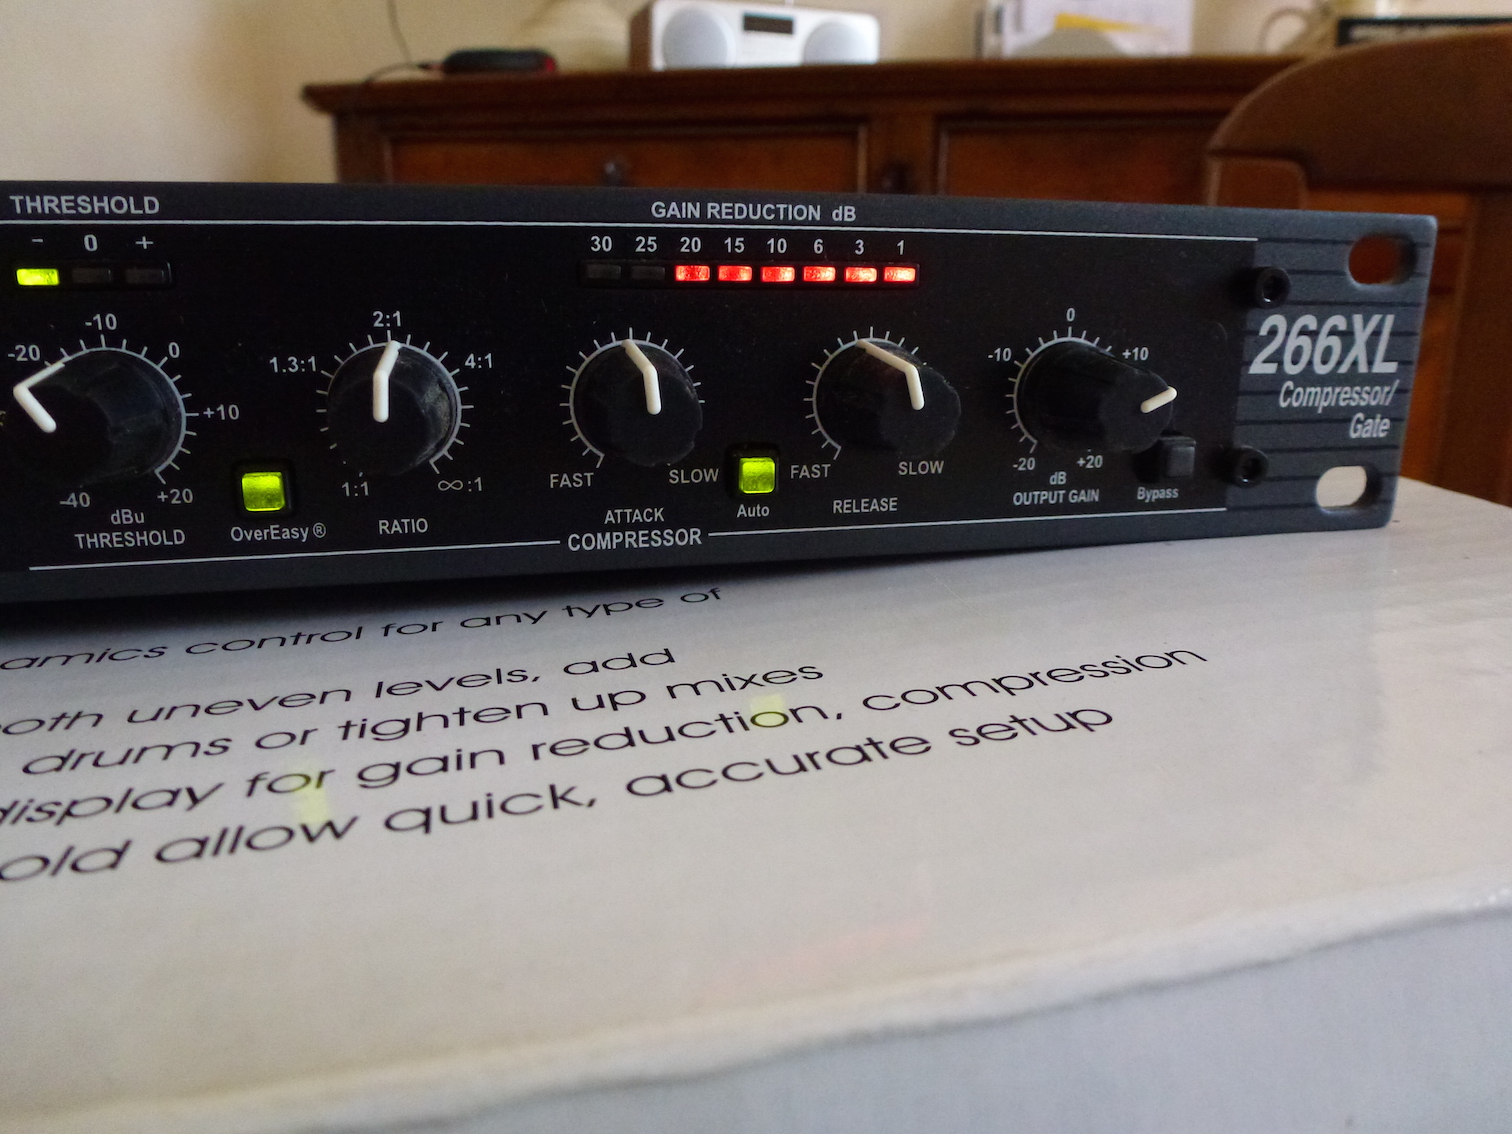 THRESHOLD
GAIN REDUCTION dB
- 0 +
30 25 20 15 10 6 3 1
-20 -10 0 +10 +20 -40
dBu
THRESHOLD
OverEasy®
1:1 1.3:1 2:1 4:1 ∞:1
RATIO
FAST SLOW
ATTACK
Auto
FAST SLOW
RELEASE
COMPRESSOR
-20 -10 0 +10 +20
dB
OUTPUT GAIN
Bypass
266XL
Compressor/
Gate
control for any type of
uneven levels, add
drums or tighten up mixes
display for gain reduction, compression
allow quick, accurate setup